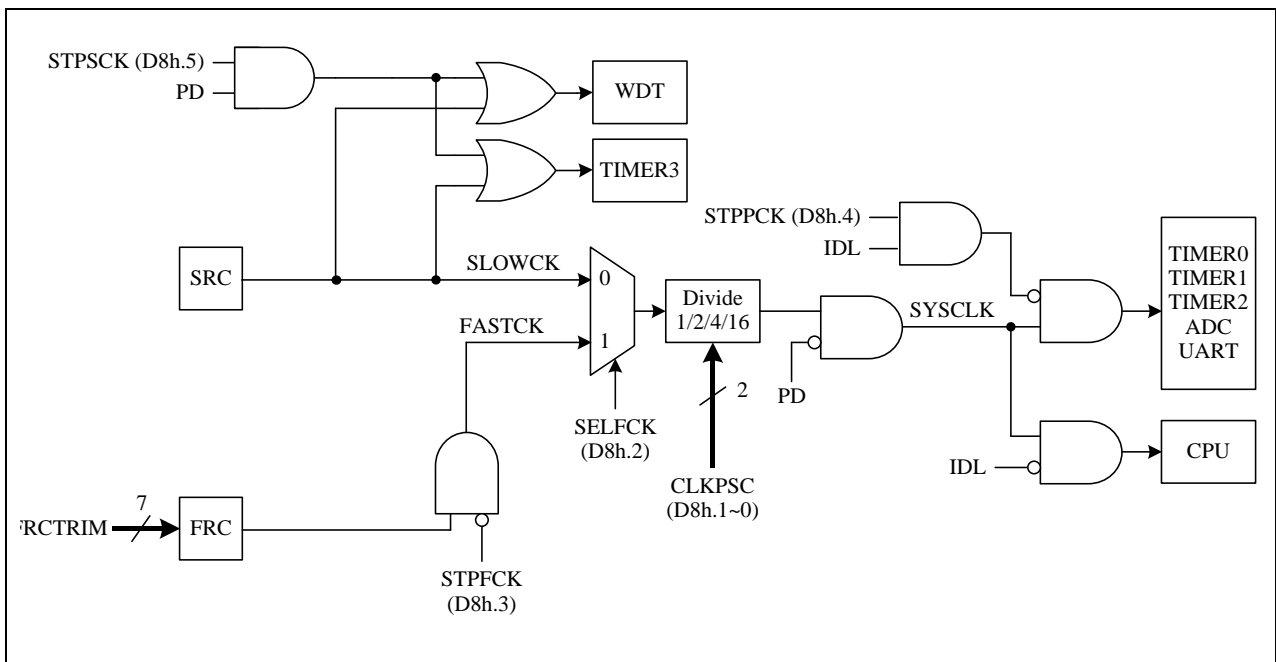 STPSCK (D8h.5)
PD
WDT
TIMER3
STPPCK (D8h.4)
IDL
SRC
SLOWCK
0
FASTCK
1
Divide
1/2/4/16
SYSCLK
TIMER0
TIMER1
TIMER2
ADC
UART
PD
2
SELFCK
(D8h.2)
CLKPSC
(D8h.1~0)
IDL
CPU
7
FRC
STPFCK
(D8h.3)